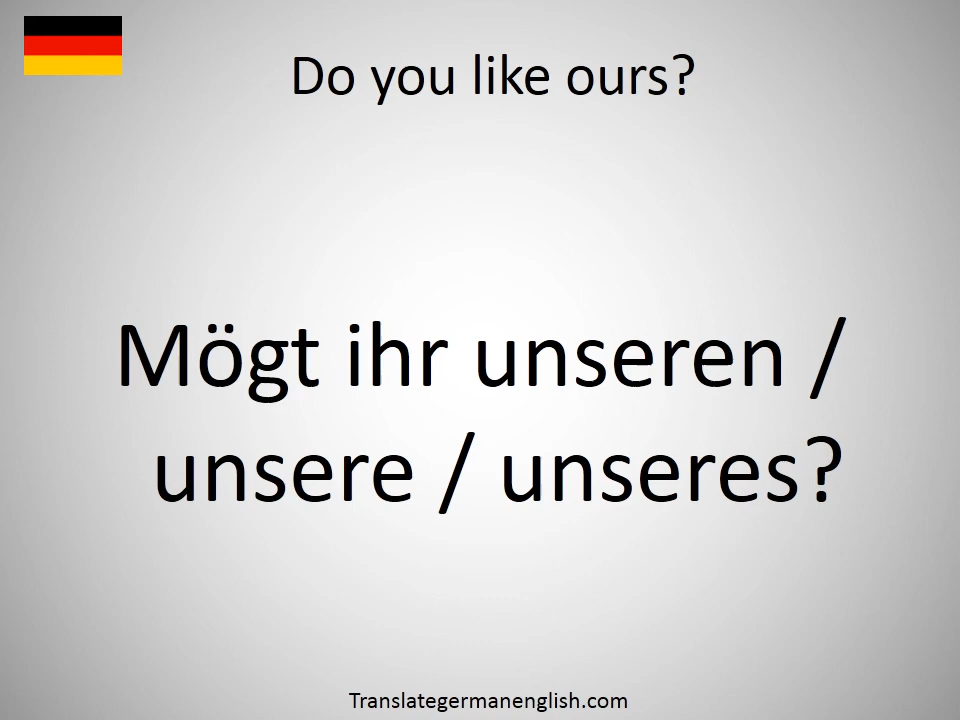 Do you like ours?
Mögt ihr unseren /
unsere / unseres?
Translategermanenglish.com